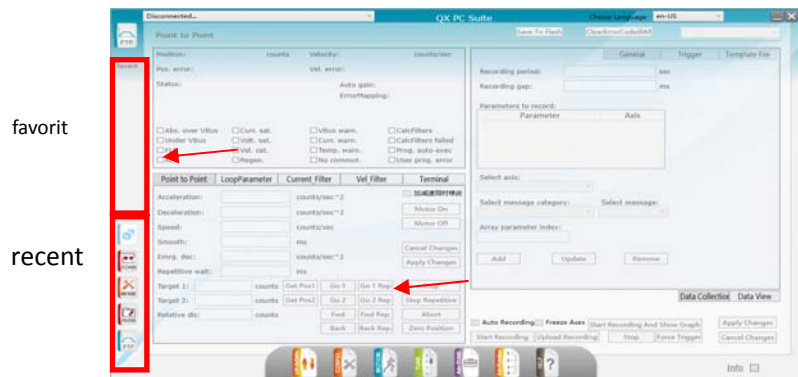 Disconnected...
QX PC Suite
Choose Language
en-US
PTP
Point to Point
Save To Flash
favorit
Position:
counts
Velocity:
counts/sec
General
Trigger
Template File
Pos. error:
Vel. error:
Recording period:
sec
Status:
Auto gain:
Recording gap:
ms
ErrorMapping:
Parameters to record:
Parameter
Axis
Abs. over VBus
Curr. sat.
VBus warn.
CalcFilters
Under VBus
Volt. sat.
Curr. warn.
CalcFilters failed
Vel. sat.
Temp. warn.
Prog. auto-exec
Regen.
No commut.
User prog. error
Point to Point
LoopParameter
Current_Filter
Vel_Filter
Terminal
Select axis:
Acceleration:
counts/sec^2
Deceleration:
counts/sec^2
Motor On
Select message category:
Select message:
Speed:
counts/sec
Motor Off
Array parameter index:
recent
Smooth:
ms
Cancel Changes
Emrg. dec:
counts/sec^2
Apply Changes
Add
Update
Remove
Repetitive wait:
ms
Target 1:
counts
Get Pos1
Go 1
Go 1 Rep.
Target 2:
counts
Get Pos2
Go 2
Go 2 Rep.
Stop Repetitive
Data Collection
Data View
Relative dis:
counts
Fwd
Fwd Rep.
Abort
Back
Back Rep.
Zero Position
Auto Recording
Freeze Axes
Start Recording And Show Graph
Apply Changes
Start Recording
Upload Recording
Stop
Force Trigger
Cancel Changes
PTP
?
Info